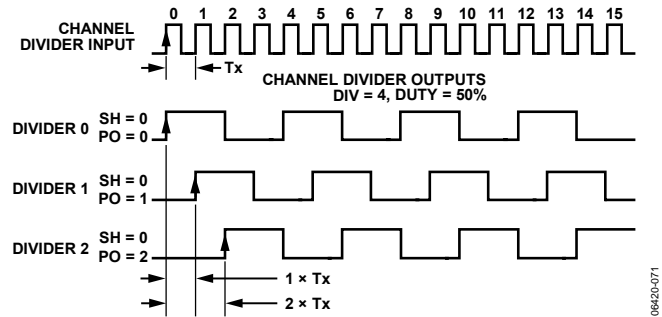 CHANNEL DIVIDER INPUT
0 1 2 3 4 5 6 7 8 9 10 11 12 13 14 15
Tx
CHANNEL DIVIDER OUTPUTS
DIV = 4, DUTY = 50%
DIVIDER 0
SH = 0
PO = 0
DIVIDER 1
SH = 0
PO = 1
DIVIDER 2
SH = 0
PO = 2
1 × Tx
2 × Tx
06420-071